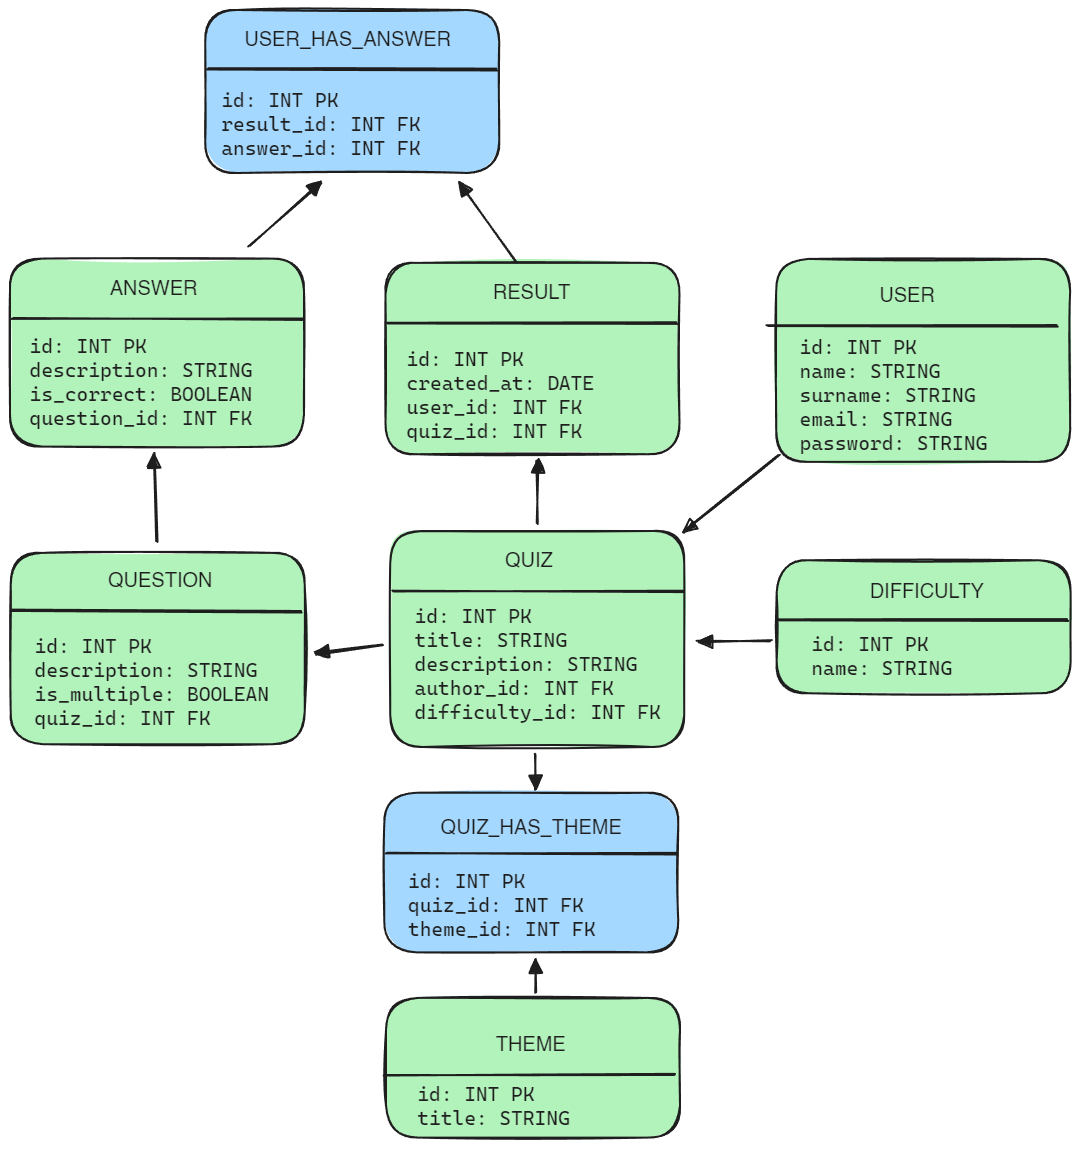 USER_HAS_ANSWER
id: INT PK
result_id: INT FK
answer_id: INT FK
ANSWER
id: INT PK
description: STRING
is_correct: BOOLEAN
question_id: INT FK
RESULT
id: INT PK
created_at: DATE
user_id: INT FK
quiz_id: INT FK
USER
id: INT PK
name: STRING
surname: STRING
email: STRING
password: STRING
QUESTION
id: INT PK
description: STRING
is_multiple: BOOLEAN
quiz_id: INT FK
QUIZ
id: INT PK
title: STRING
description: STRING
author_id: INT FK
difficulty_id: INT FK
DIFFICULTY
id: INT PK
name: STRING
QUIZ_HAS_THEME
id: INT PK
quiz_id: INT FK
theme_id: INT FK
THEME
id: INT PK
title: STRING